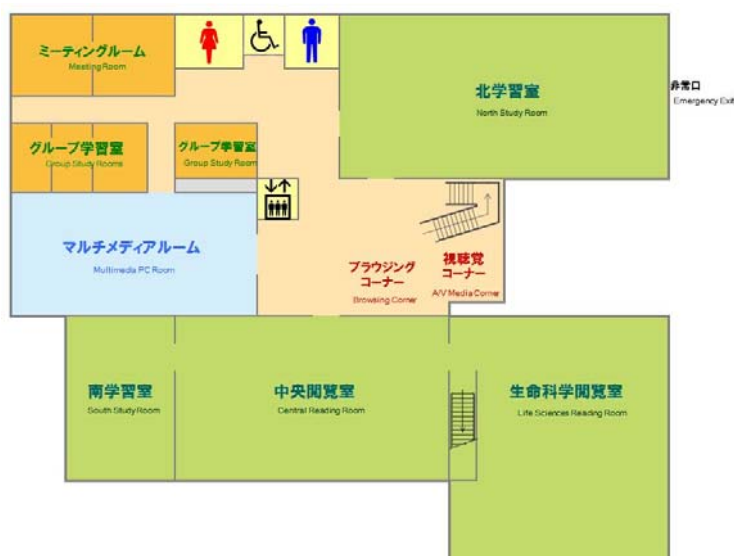 ミーティングルーム
Meeting Room
北学習室
North Study Room
非常口
Emergency Exit
グループ学習室
Group Study Rooms
グループ学習室
Group Study Room
マルチメディアルーム
Multimedia PC Room
ブラウジング
コーナー
Browsing Corner
視聴覚
コーナー
A/V Media Corner
南学習室
South Study Room
中央閲覧室
Central Reading Room
生命科学閲覧室
Life Sciences Reading Room